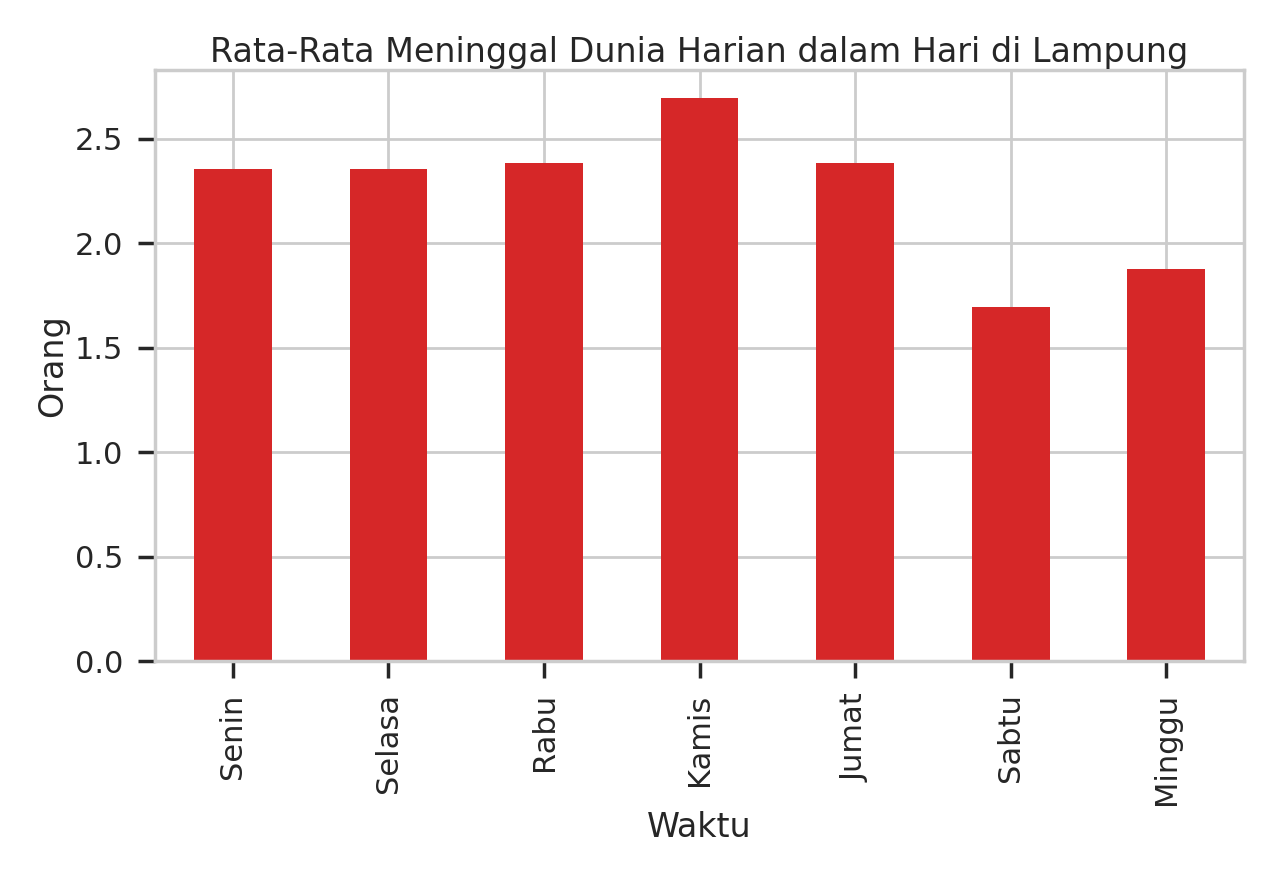 Rata-Rata Meninggal Dunia Harian dalam Hari di Lampung
2.5
2.0
1.5
1.0
0.5
0.0
Orang
Senin
Selasa
Rabu
Kamis
Jumat
Sabtu
Minggu
Waktu